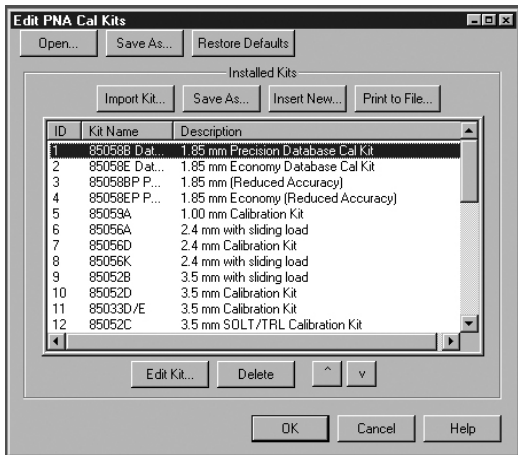 Edit PNA Cal Kits
Open... Save As... Restore Defaults
Installed Kits
Import Kit... Save As... Insert New... Print to File...
ID Kit Name Description
1 85058B Dat... 1.85 mm Precision Database Cal Kit
2 85058E Dat... 1.85 mm Economy Database Cal Kit
3 85058BP P... 1.85 mm (Reduced Accuracy)
4 85058EP P... 1.85 mm Economy (Reduced Accuracy)
5 85059A 1.00 mm Calibration Kit
6 85056A 2.4 mm with sliding load
7 85056D 2.4 mm Calibration Kit
8 85056K 2.4 mm with sliding load
9 85052B 3.5 mm with sliding load
10 85052D 3.5 mm Calibration Kit
11 85033D/E 3.5 mm Calibration Kit
12 85052C 3.5 mm SOLT/TRL Calibration Kit
Edit Kit... Delete ^ v
OK Cancel Help